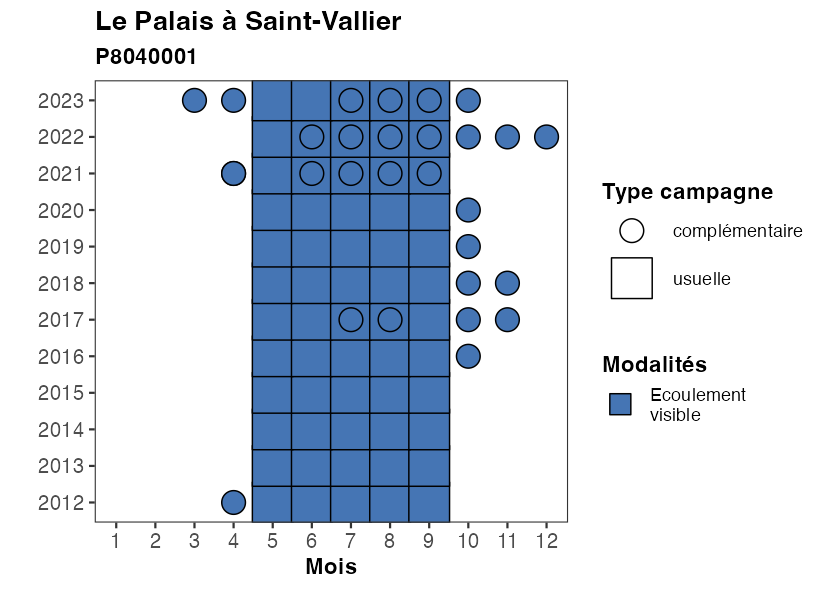 Le Palais à Saint-Vallier
P8040001
2023
2022
2021
2020
2019
2018
2017
2016
2015
2014
2013
2012
1 2 3 4 5 6 7 8 9 10 11 12
Mois
Type campagne
complémentaire
usuelle
Modalités
Ecoulement
visible